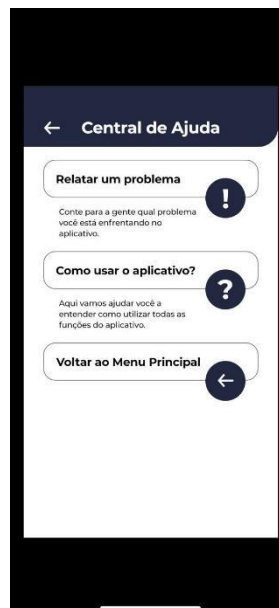 ← Central de Ajuda
Relatar um problema
!
Conte para a gente qual problema
você está enfrentando no
aplicativo.
Como usar o aplicativo?
?
Aqui vamos ajudar você a
entender como utilizar todas as
funções do aplicativo.
Voltar ao Menu Principal
←